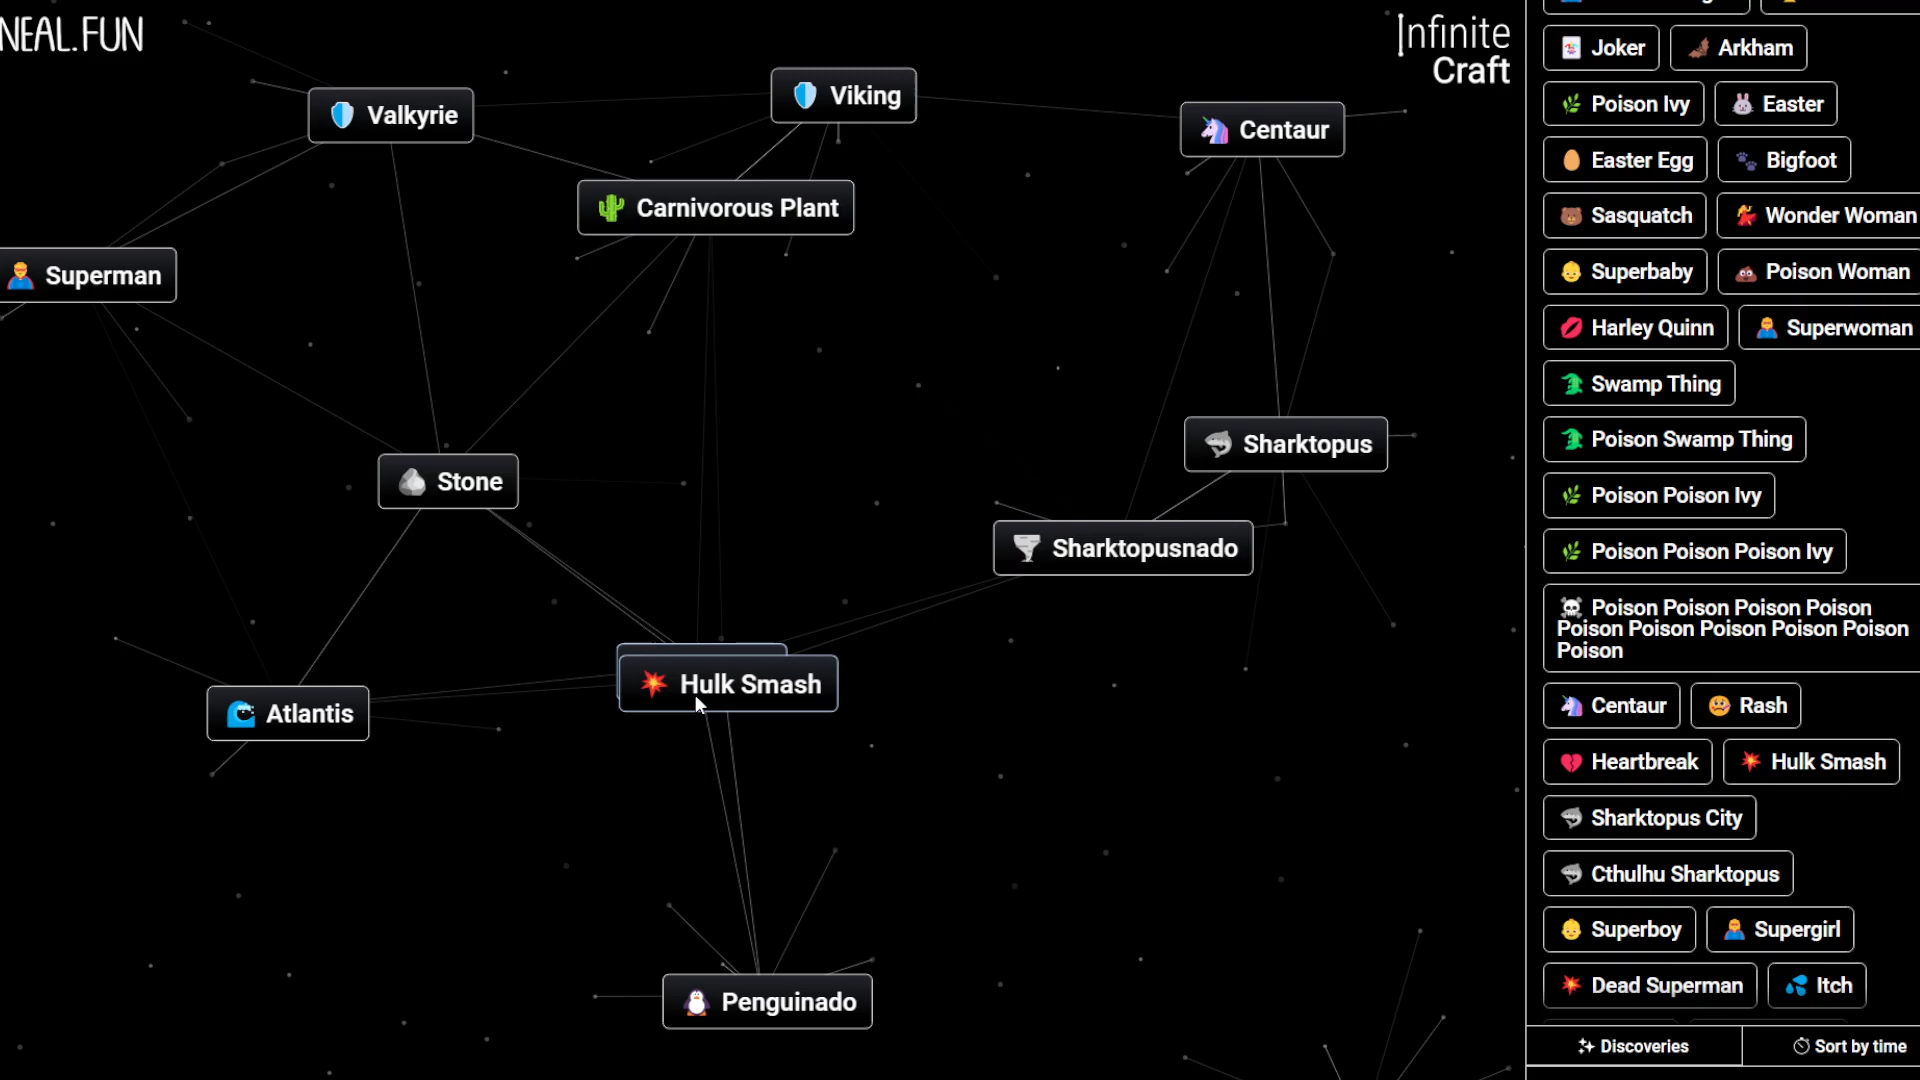 NEAL.FUN
Infinite
Craft
Valkyrie
Viking
Centaur
Carnivorous Plant
Superman
Stone
Sharktopus
Sharktopusnado
Hulk Smash
Atlantis
Penguinado
Joker
Arkham
Poison Ivy
Easter
Easter Egg
Bigfoot
Sasquatch
Wonder Woman
Superbaby
Poison Woman
Harley Quinn
Superwoman
Swamp Thing
Poison Swamp Thing
Poison Poison Ivy
Poison Poison Poison Ivy
Poison Poison Poison Poison
Poison Poison Poison Poison Poison
Poison
Centaur
Rash
Heartbreak
Hulk Smash
Sharktopus City
Cthulhu Sharktopus
Superboy
Supergirl
Dead Superman
Itch
Discoveries
Sort by time